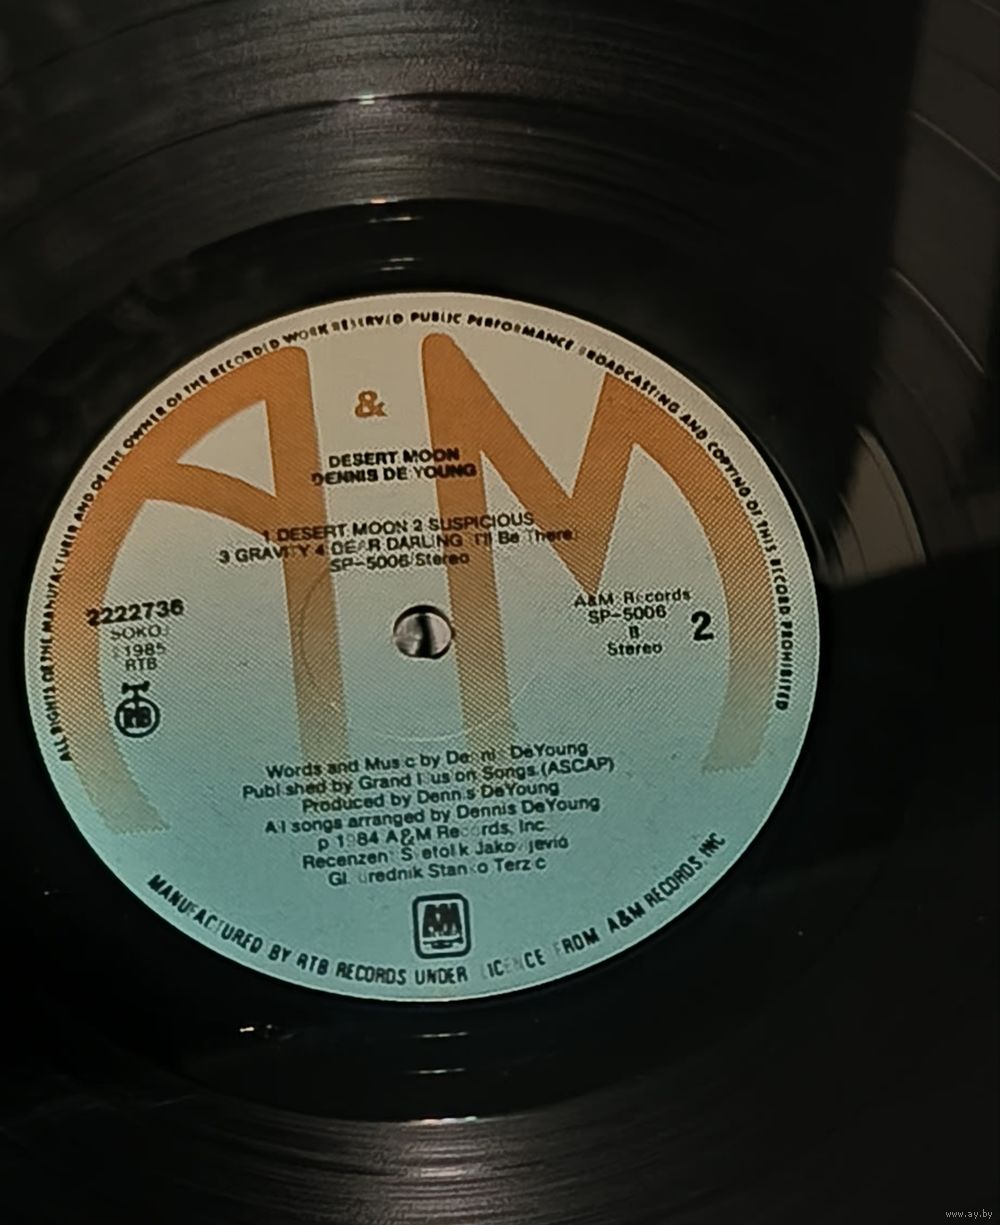 ALL RIGHTS OF THE MANUFACTURER AND OF THE OWNER OF THE RECORDED WORK RESERVED PUBLIC PERFORMANCE BROADCASTING AND COPYING OF THIS RECORD PROHIBITED
&
DESERT MOON
DENNIS DE YOUNG
1 DESERT MOON 2 SUSPICIOUS
3 GRAVITY 4 DEAR DARLING I'll Be There
SP-5006/Stereo
2222736
SOKOJ
1985
RTB
RTB
A&M Records
SP-5006
B
Stereo
2
Words and Music by Dennis DeYoung
Published by Grand Illusion Songs (ASCAP)
Produced by Dennis DeYoung
All songs arranged by Dennis DeYoung
p 1984 A&M Records, Inc.
Recenzent
Gl. urednik Stanko Terzić
A&M
MANUFACTURED BY RTB RECORDS UNDER LICENCE FROM A&M RECORDS, INC
www.ay.by